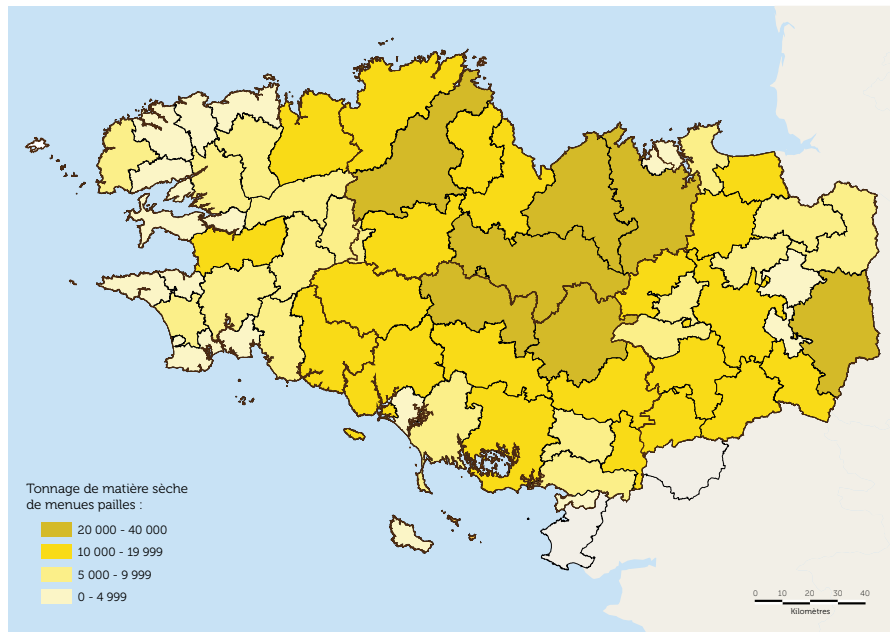 Tonnage de matière sèche
de menues pailles :
20 000 - 40 000
10 000 - 19 999
5 000 - 9 999
0 - 4 999
0 10 20 30 40
Kilomètres